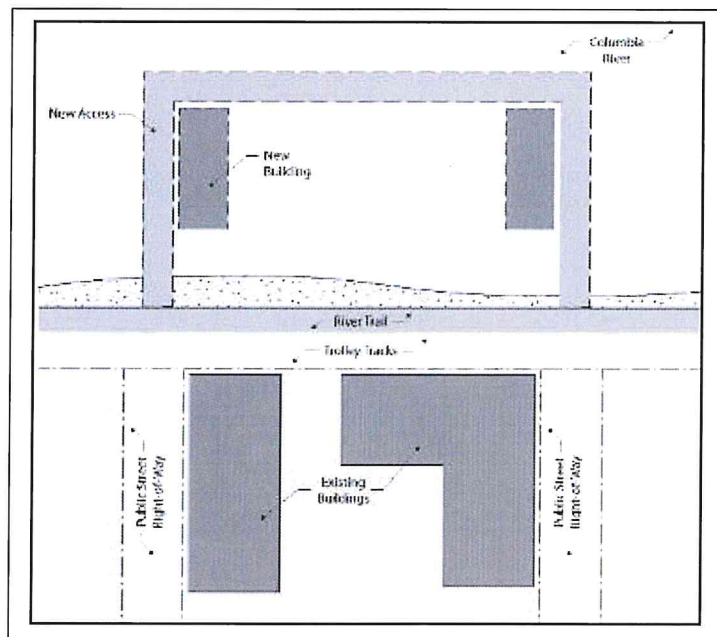 Columbia
River
New Access
New
Building
River Trail
Trolley Tracks
Public Street
Right-of-Way
Existing
Buildings
Public Street
Right-of-Way